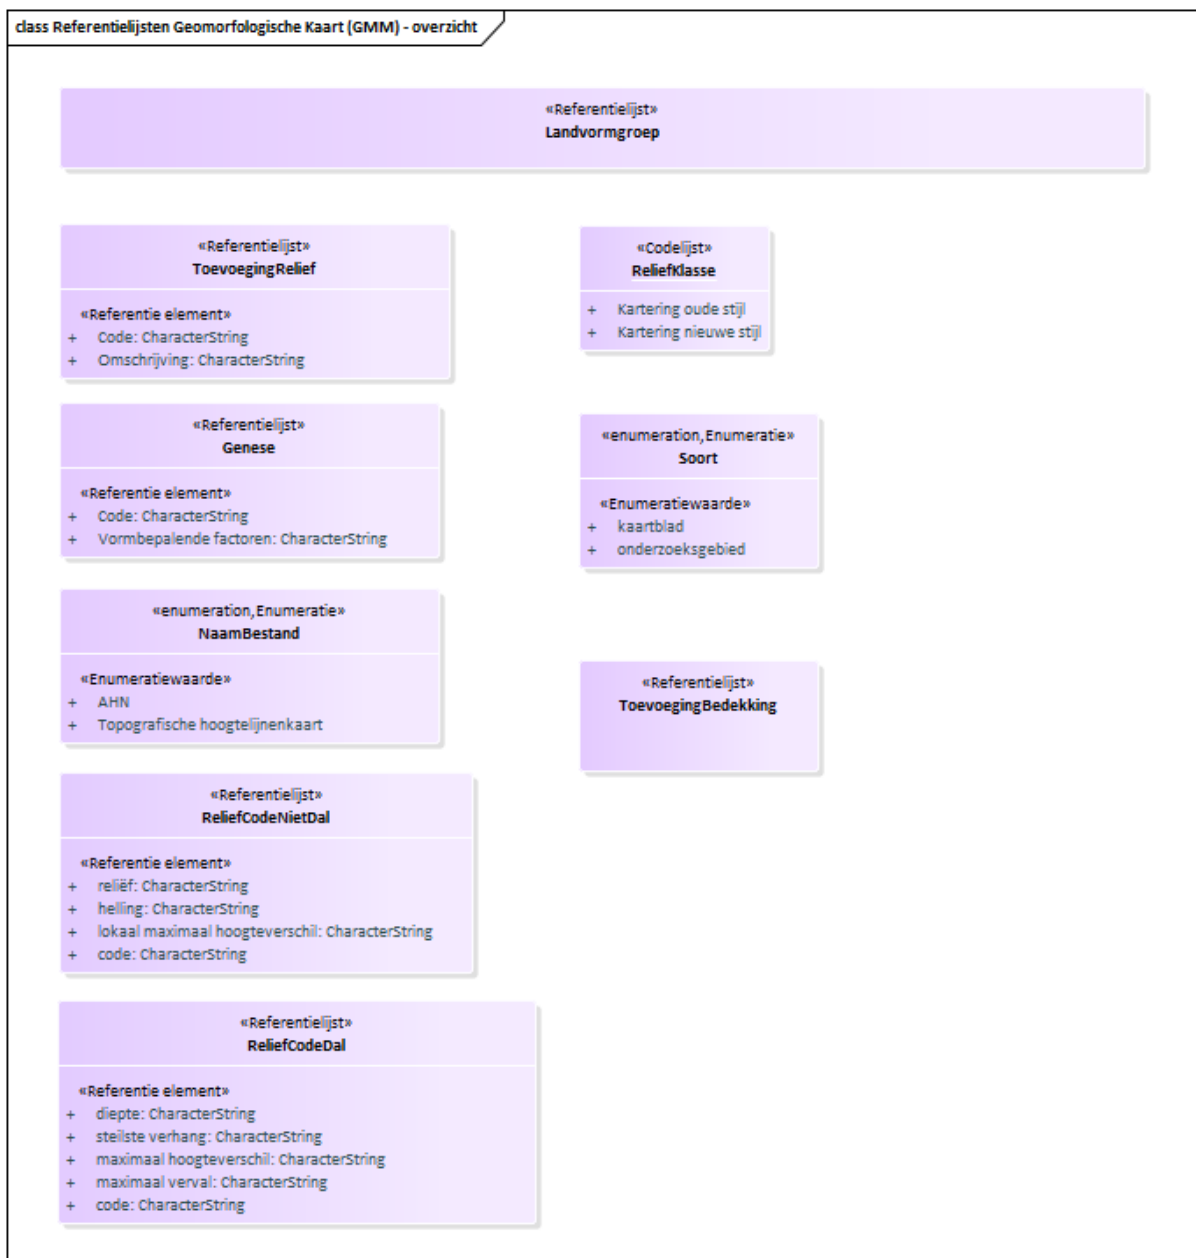 class Referentielijsten Geomorfologische Kaart (GMM) - overzicht
«Referentielijst»
Landvormgroep
«Referentielijst»
ToevoegingRelief
«Referentie element»
+ Code: CharacterString
+ Omschrijving: CharacterString
«Codelijst»
ReliefKlasse
+ Kartering oude stijl
+ Kartering nieuwe stijl
«Referentielijst»
Genese
«Referentie element»
+ Code: CharacterString
+ Vormbepalende factoren: CharacterString
«enumeration,Enumeratie»
Soort
«Enumeratiewaarde»
+ kaartblad
+ onderzoeksgebied
«enumeration,Enumeratie»
NaamBestand
«Enumeratiewaarde»
+ AHN
+ Topografische hoogtelijnenkaart
«Referentielijst»
ToevoegingBedekking
«Referentielijst»
ReliefCodeNietDal
«Referentie element»
+ reliëf: CharacterString
+ helling: CharacterString
+ lokaal maximaal hoogteverschil: CharacterString
+ code: CharacterString
«Referentielijst»
ReliefCodeDal
«Referentie element»
+ diepte: CharacterString
+ steilste verhang: CharacterString
+ maximaal hoogteverschil: CharacterString
+ maximaal verval: CharacterString
+ code: CharacterString